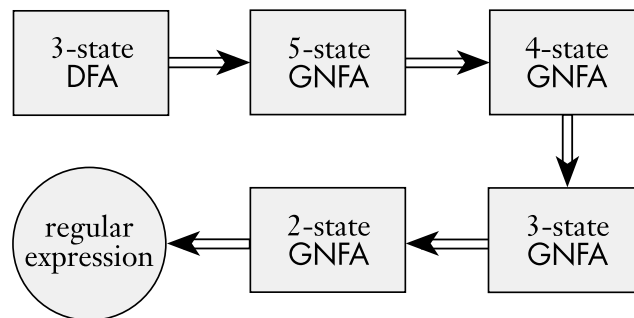 3-state
DFA
5-state
GNFA
4-state
GNFA
regular
expression
2-state
GNFA
3-state
GNFA